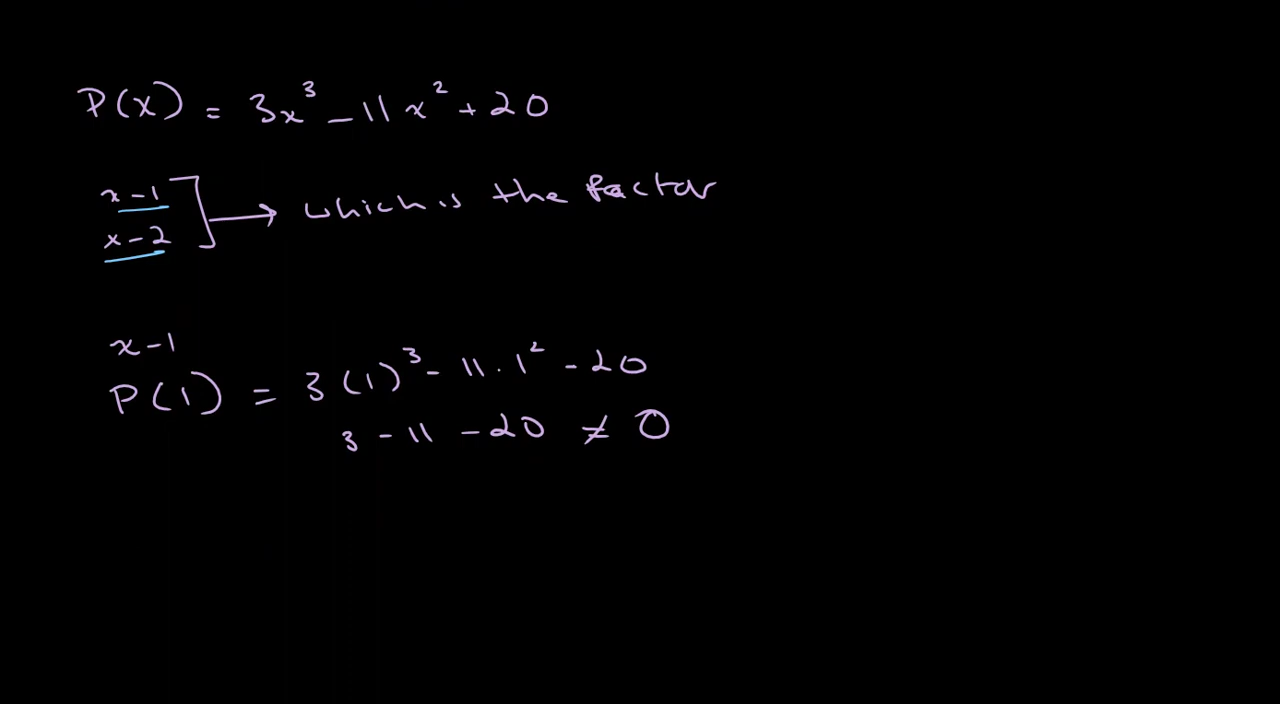 P(x) = 3x³ - 11x² + 20
x - 1
x - 2
→ which is the factor
x - 1
P(1) = 3(1)³ - 11 · 1² - 20
3 - 11 - 20 ≠ 0